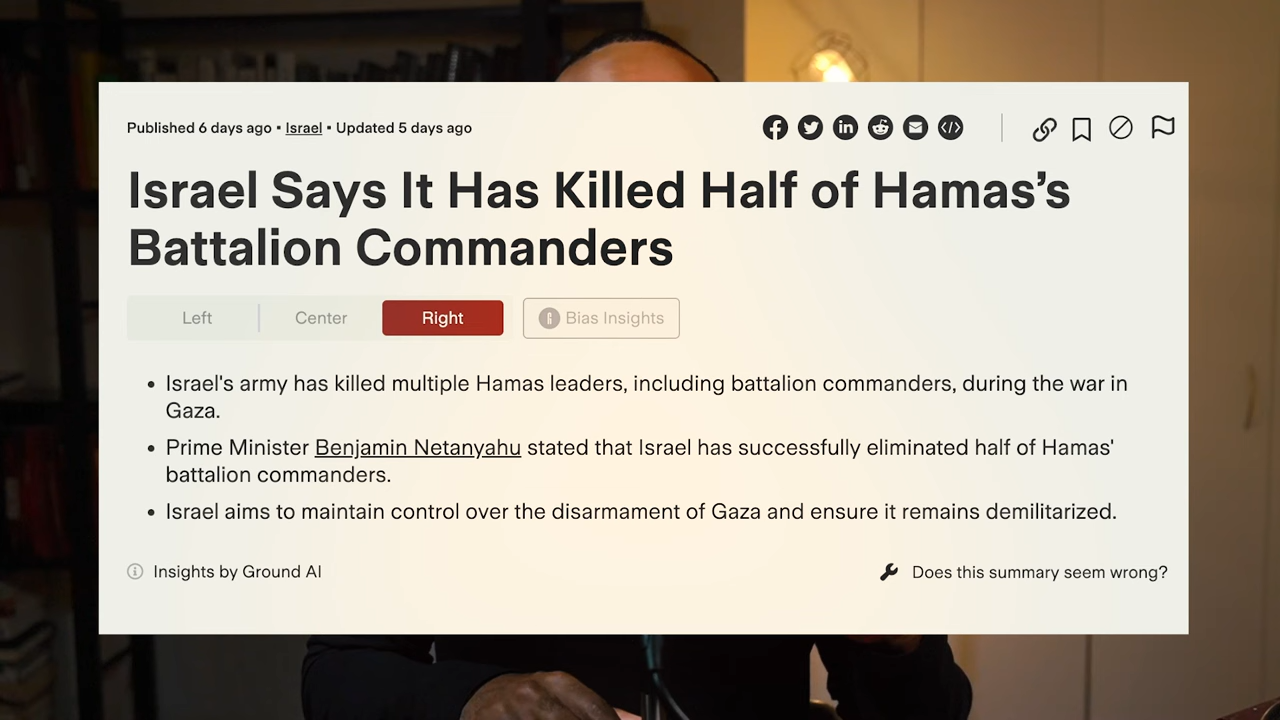 Published 6 days ago • Israel • Updated 5 days ago
Israel Says It Has Killed Half of Hamas’s
Battalion Commanders
Left
Center
Right
Bias Insights
• Israel's army has killed multiple Hamas leaders, including battalion commanders, during the war in
Gaza.
• Prime Minister Benjamin Netanyahu stated that Israel has successfully eliminated half of Hamas'
battalion commanders.
• Israel aims to maintain control over the disarmament of Gaza and ensure it remains demilitarized.
Insights by Ground AI
Does this summary seem wrong?